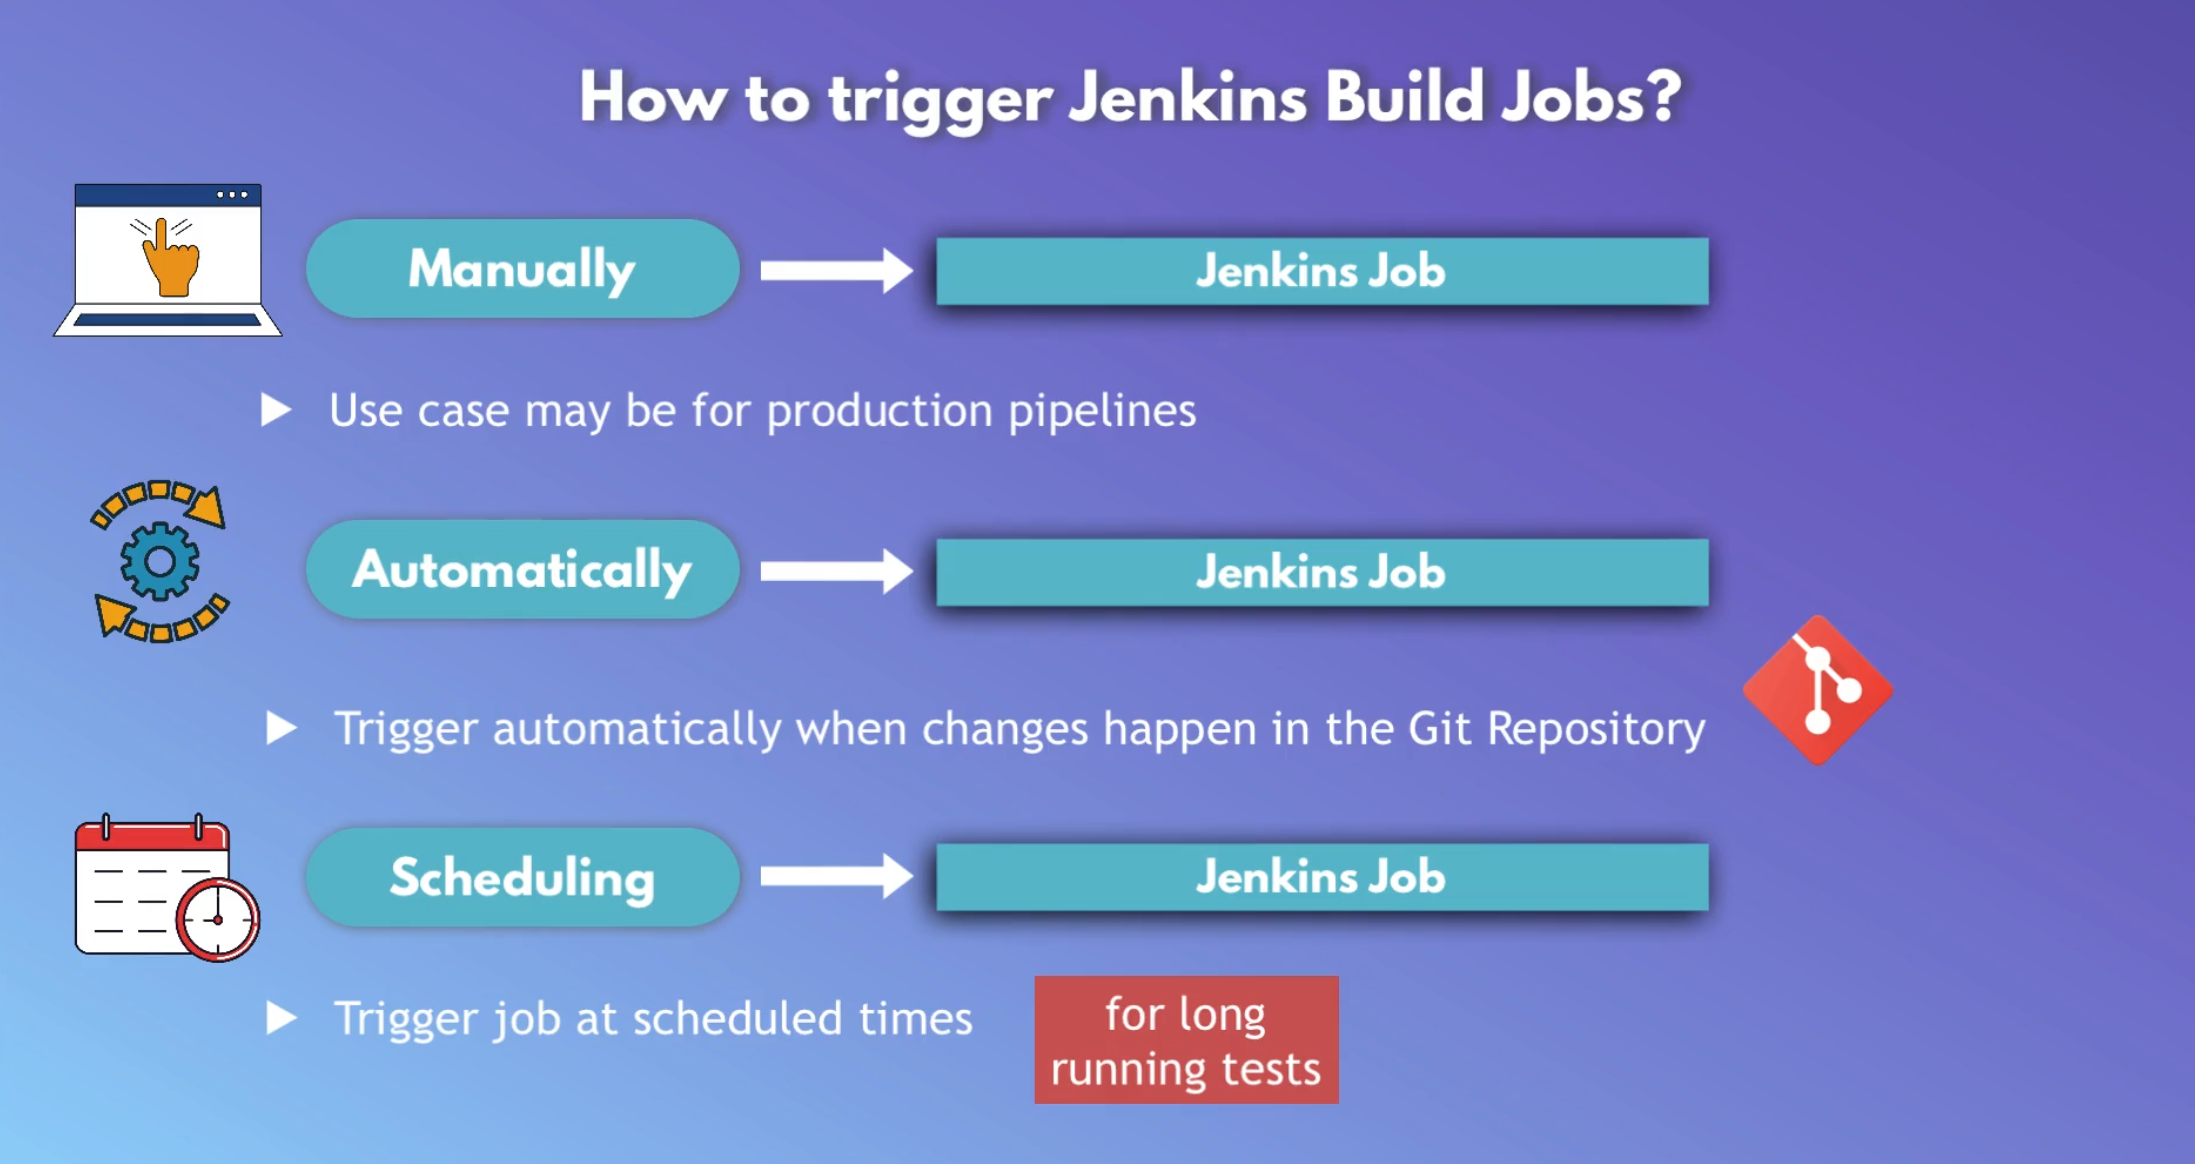 How to trigger Jenkins Build Jobs?
Manually
Jenkins Job
Use case may be for production pipelines
Automatically
Jenkins Job
Trigger automatically when changes happen in the Git Repository
Scheduling
Jenkins Job
Trigger job at scheduled times
for long
running tests